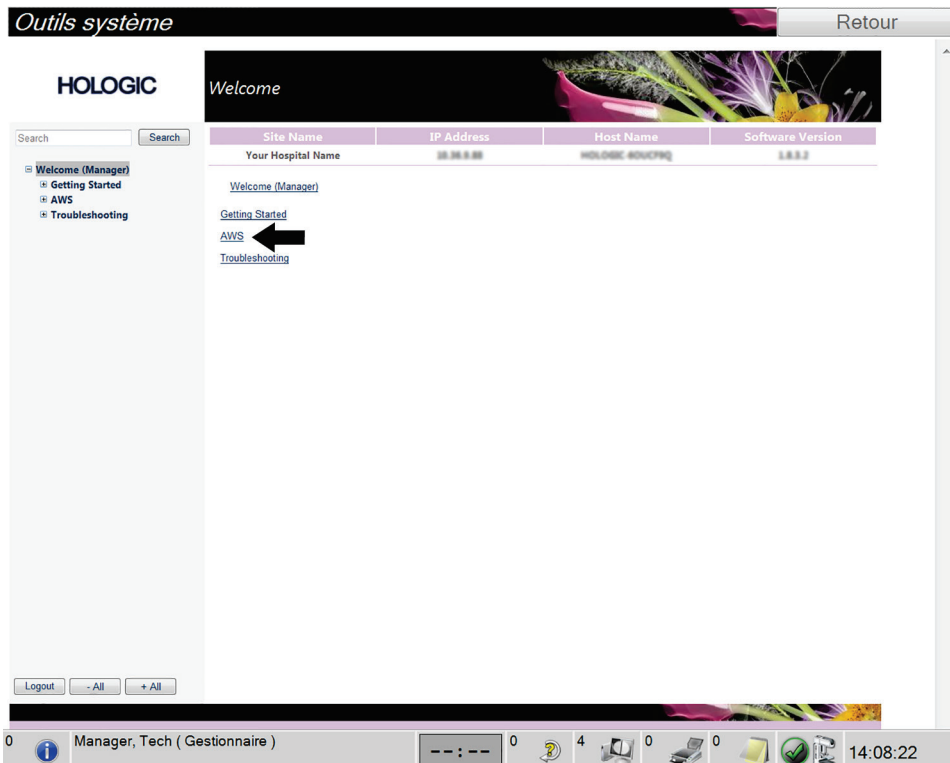 Outils système
Retour
HOLOGIC
Welcome
Search Search
Site Name IP Address Host Name Software Version
Your Hospital Name
Welcome (Manager)
Getting Started
AWS
Troubleshooting
Welcome (Manager)
Getting Started
AWS
Troubleshooting
Logout - All + All
0 Manager, Tech ( Gestionnaire ) --:-- 0 4 0 0 14:08:22